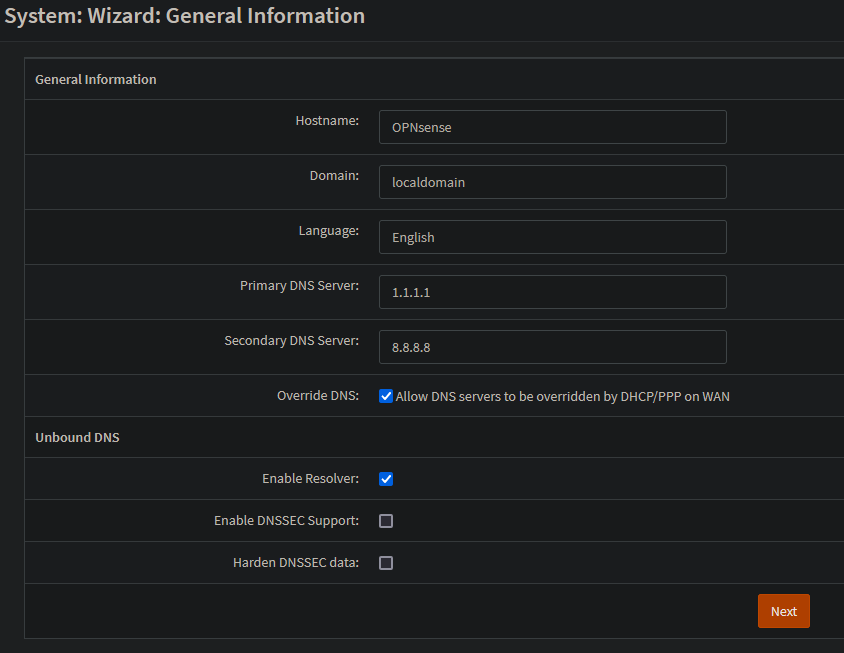 System: Wizard: General Information
General Information
Hostname: OPNsense
Domain: localdomain
Language: English
Primary DNS Server: 1.1.1.1
Secondary DNS Server: 8.8.8.8
Override DNS: Allow DNS servers to be overridden by DHCP/PPP on WAN
Unbound DNS
Enable Resolver:
Enable DNSSEC Support:
Harden DNSSEC data:
Next